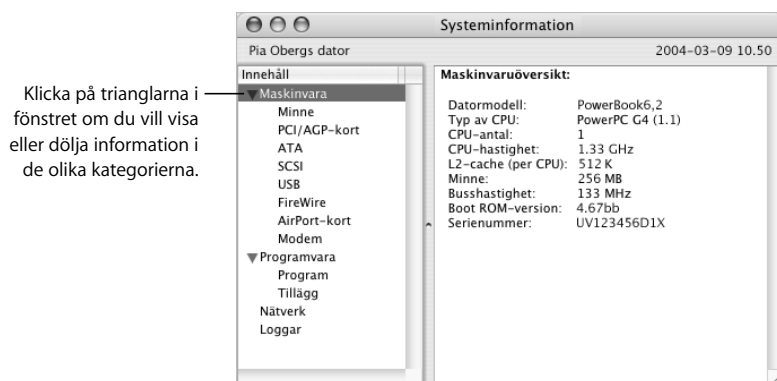 Systeminformation
Pia Obergs dator 2004-03-09 10.50
Klicka på trianglarna i
fönstret om du vill visa
eller dölja information i
de olika kategorierna.
Innehåll
Maskinvara
Minne
PCI/AGP-kort
ATA
SCSI
USB
FireWire
AirPort-kort
Modem
Programvara
Program
Tillägg
Nätverk
Loggar
Maskinvaruöversikt:
Datormodell: PowerBook6,2
Typ av CPU: PowerPC G4 (1.1)
CPU-antal: 1
CPU-hastighet: 1.33 GHz
L2-cache (per CPU): 512 K
Minne: 256 MB
Busshastighet: 133 MHz
Boot ROM-version: 4.67bb
Serienummer: UV123456D1X